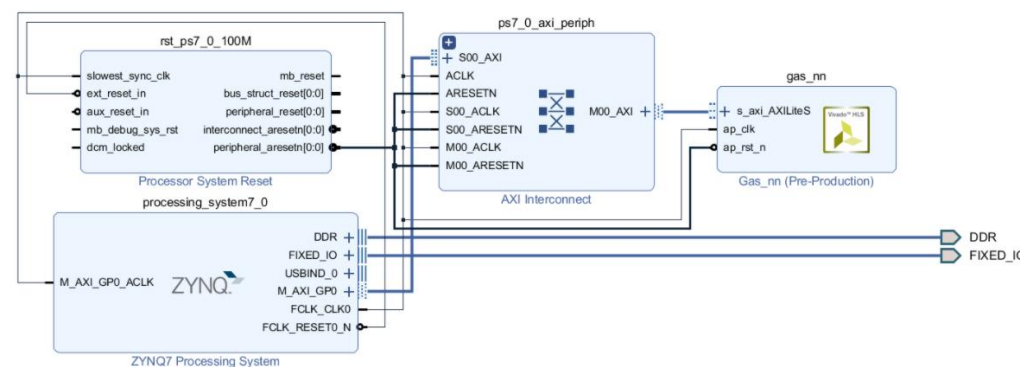 ps7_0_axi_periph
rst_ps7_0_100M
S00_AXI
slowest_sync_clk
mb_reset
ACLK
gas_nn
ext_reset_in
bus_struct_reset[0:0]
ARESETN
aux_reset_in
peripheral_reset[0:0]
S00_ACLK
M00_AXI
s_axi_AXILiteS
Vivado™ HLS
mb_debug_sys_rst
interconnect_aresetn[0:0]
S00_ARESETN
ap_clk
dcm_locked
peripheral_aresetn[0:0]
M00_ACLK
ap_rst_n
M00_ARESETN
Processor System Reset
AXI Interconnect
Gas_nn (Pre-Production)
processing_system7_0
DDR
DDR
FIXED_IO
FIXED_IO
USBIND_0
M_AXI_GP0_ACLK
ZYNQ
M_AXI_GP0
FCLK_CLK0
FCLK_RESET0_N
ZYNQ7 Processing System